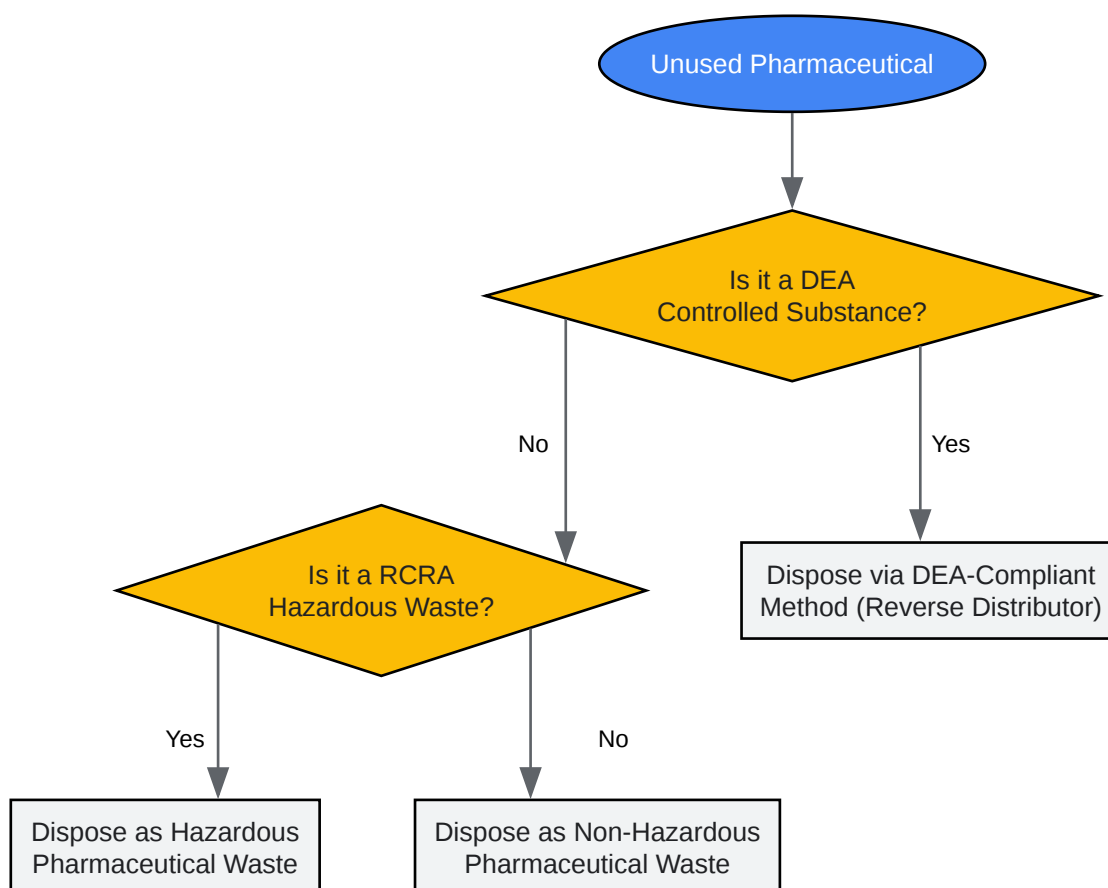 Unused Pharmaceutical
Is it a DEA
Controlled Substance?
No
Yes
Is it a RCRA
Hazardous Waste?
Dispose via DEA-Compliant
Method (Reverse Distributor)
Yes
No
Dispose as Hazardous
Pharmaceutical Waste
Dispose as Non-Hazardous
Pharmaceutical Waste